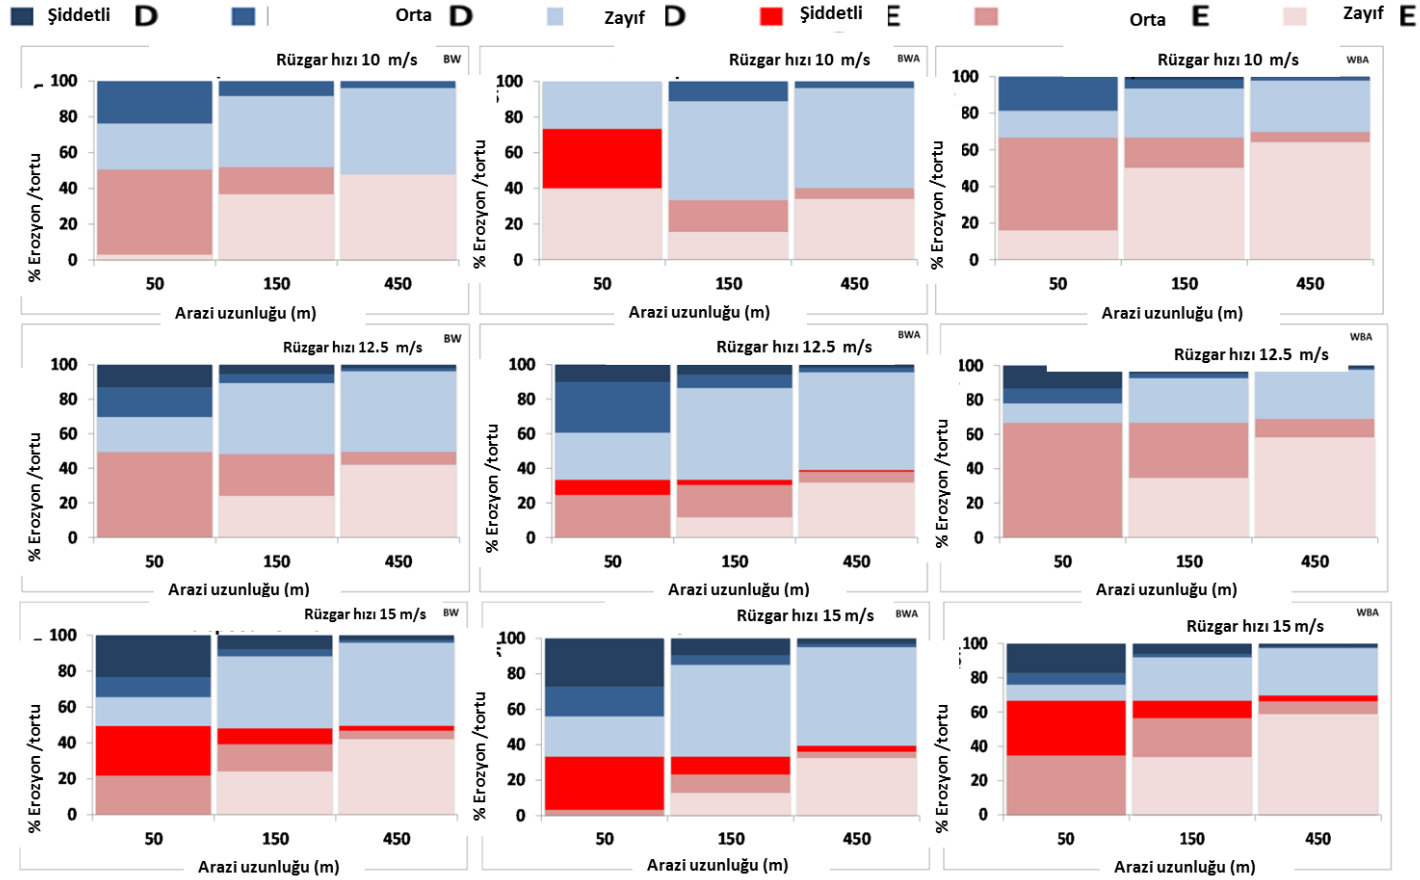 Şiddetli D Orta D Zayıf D Şiddetli E Orta E Zayıf E
Rüzgar hızı 10 m/s BW
% Erozyon /tortu
100
80
60
40
20
0
50 150 450
Arazi uzunluğu (m)
Rüzgar hızı 10 m/s BWA
% Erozyon /tortu
100
80
60
40
20
0
50 150 450
Arazi uzunluğu (m)
Rüzgar hızı 10 m/s WBA
% Erozyon /tortu
100
80
60
40
20
0
50 150 450
Arazi uzunluğu (m)
Rüzgar hızı 12.5 m/s BW
% Erozyon /tortu
100
80
60
40
20
0
50 150 450
Arazi uzunluğu (m)
Rüzgar hızı 12.5 m/s BWA
% Erozyon /tortu
100
80
60
40
20
0
50 150 450
Arazi uzunluğu (m)
Rüzgar hızı 12.5 m/s WBA
% Erozyon /tortu
100
80
60
40
20
0
50 150 450
Arazi uzunluğu (m)
Rüzgar hızı 15 m/s BW
% Erozyon /tortu
100
80
60
40
20
0
50 150 450
Arazi uzunluğu (m)
Rüzgar hızı 15 m/s BWA
% Erozyon /tortu
100
80
60
40
20
0
50 150 450
Arazi uzunluğu (m)
Rüzgar hızı 15 m/s WBA
% Erozyon /tortu
100
80
60
40
20
0
50 150 450
Arazi uzunluğu (m)